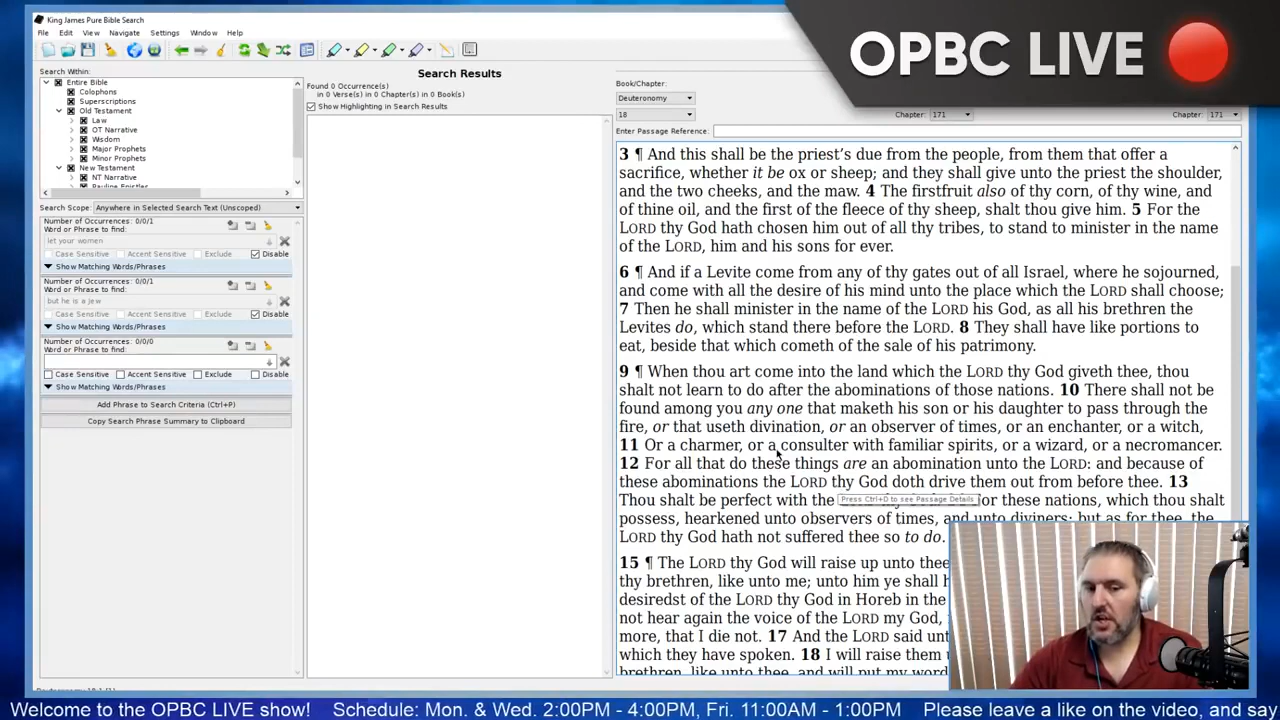 King James Pure Bible Search
OPBC LIVE
File Edit View Navigate Settings Window Help
Search Within:
Entire Bible
Colophons
Superscriptions
Old Testament
Law
OT Narrative
Wisdom
Major Prophets
Minor Prophets
New Testament
NT Narrative
Pauline Epistles
Search Scope: Anywhere in Selected Search Text (Unscoped)
Number of Occurrences: 0/0/1
Word or Phrase to find:
let your women
Case Sensitive Accent Sensitive Exclude Disable
Show Matching Words/Phrases
Number of Occurrences: 0/0/1
Word or Phrase to find:
but he is a jew
Case Sensitive Accent Sensitive Exclude Disable
Show Matching Words/Phrases
Number of Occurrences: 0/0/0
Word or Phrase to find:
Case Sensitive Accent Sensitive Exclude Disable
Show Matching Words/Phrases
Add Phrase to Search Criteria (Ctrl+P)
Copy Search Phrase Summary to Clipboard
Search Results
Found 0 Occurrence(s)
in 0 Verse(s) in 0 Chapter(s) in 0 Book(s)
Show Highlighting in Search Results
Book/Chapter:
Deuteronomy
18 Chapter: 171 Chapter: 171
Enter Passage Reference:
3 ¶ And this shall be the priest's due from the people, from them that offer a
sacrifice, whether it be ox or sheep; and they shall give unto the priest the shoulder,
and the two cheeks, and the maw. 4 The firstfruit also of thy corn, of thy wine, and
of thine oil, and the first of the fleece of thy sheep, shalt thou give him. 5 For the
LORD thy God hath chosen him out of all thy tribes, to stand to minister in the name
of the LORD, him and his sons for ever.
6 ¶ And if a Levite come from any of thy gates out of all Israel, where he sojourned,
and come with all the desire of his mind unto the place which the LORD shall choose;
7 Then he shall minister in the name of the LORD his God, as all his brethren the
Levites do, which stand there before the LORD. 8 They shall have like portions to
eat, beside that which cometh of the sale of his patrimony.
9 ¶ When thou art come into the land which the LORD thy God giveth thee, thou
shalt not learn to do after the abominations of those nations. 10 There shall not be
found among you any one that maketh his son or his daughter to pass through the
fire, or that useth divination, or an observer of times, or an enchanter, or a witch,
11 Or a charmer, or a consulter with familiar spirits, or a wizard, or a necromancer.
12 For all that do these things are an abomination unto the LORD: and because of
these abominations the LORD thy God doth drive them out from before thee. 13
Thou shalt be perfect with the for these nations, which thou shalt
Press Ctrl+D to see Passage Details
possess, hearkened unto observers of times, and unto diviners: but as for thee, the
LORD thy God hath not suffered thee so to do.
15 ¶ The LORD thy God will raise up unto thee
thy brethren, like unto me; unto him ye shall h
desiredst of the LORD thy God in Horeb in the
not hear again the voice of the LORD my God,
more, that I die not. 17 And the LORD said unt
which they have spoken. 18 I will raise them u
brethren, like unto thee, and will put my word
Welcome to the OPBC LIVE show! Schedule: Mon. & Wed. 2:00PM - 4:00PM, Fri. 11:00AM - 1:00PM Please leave a like on the video, and say